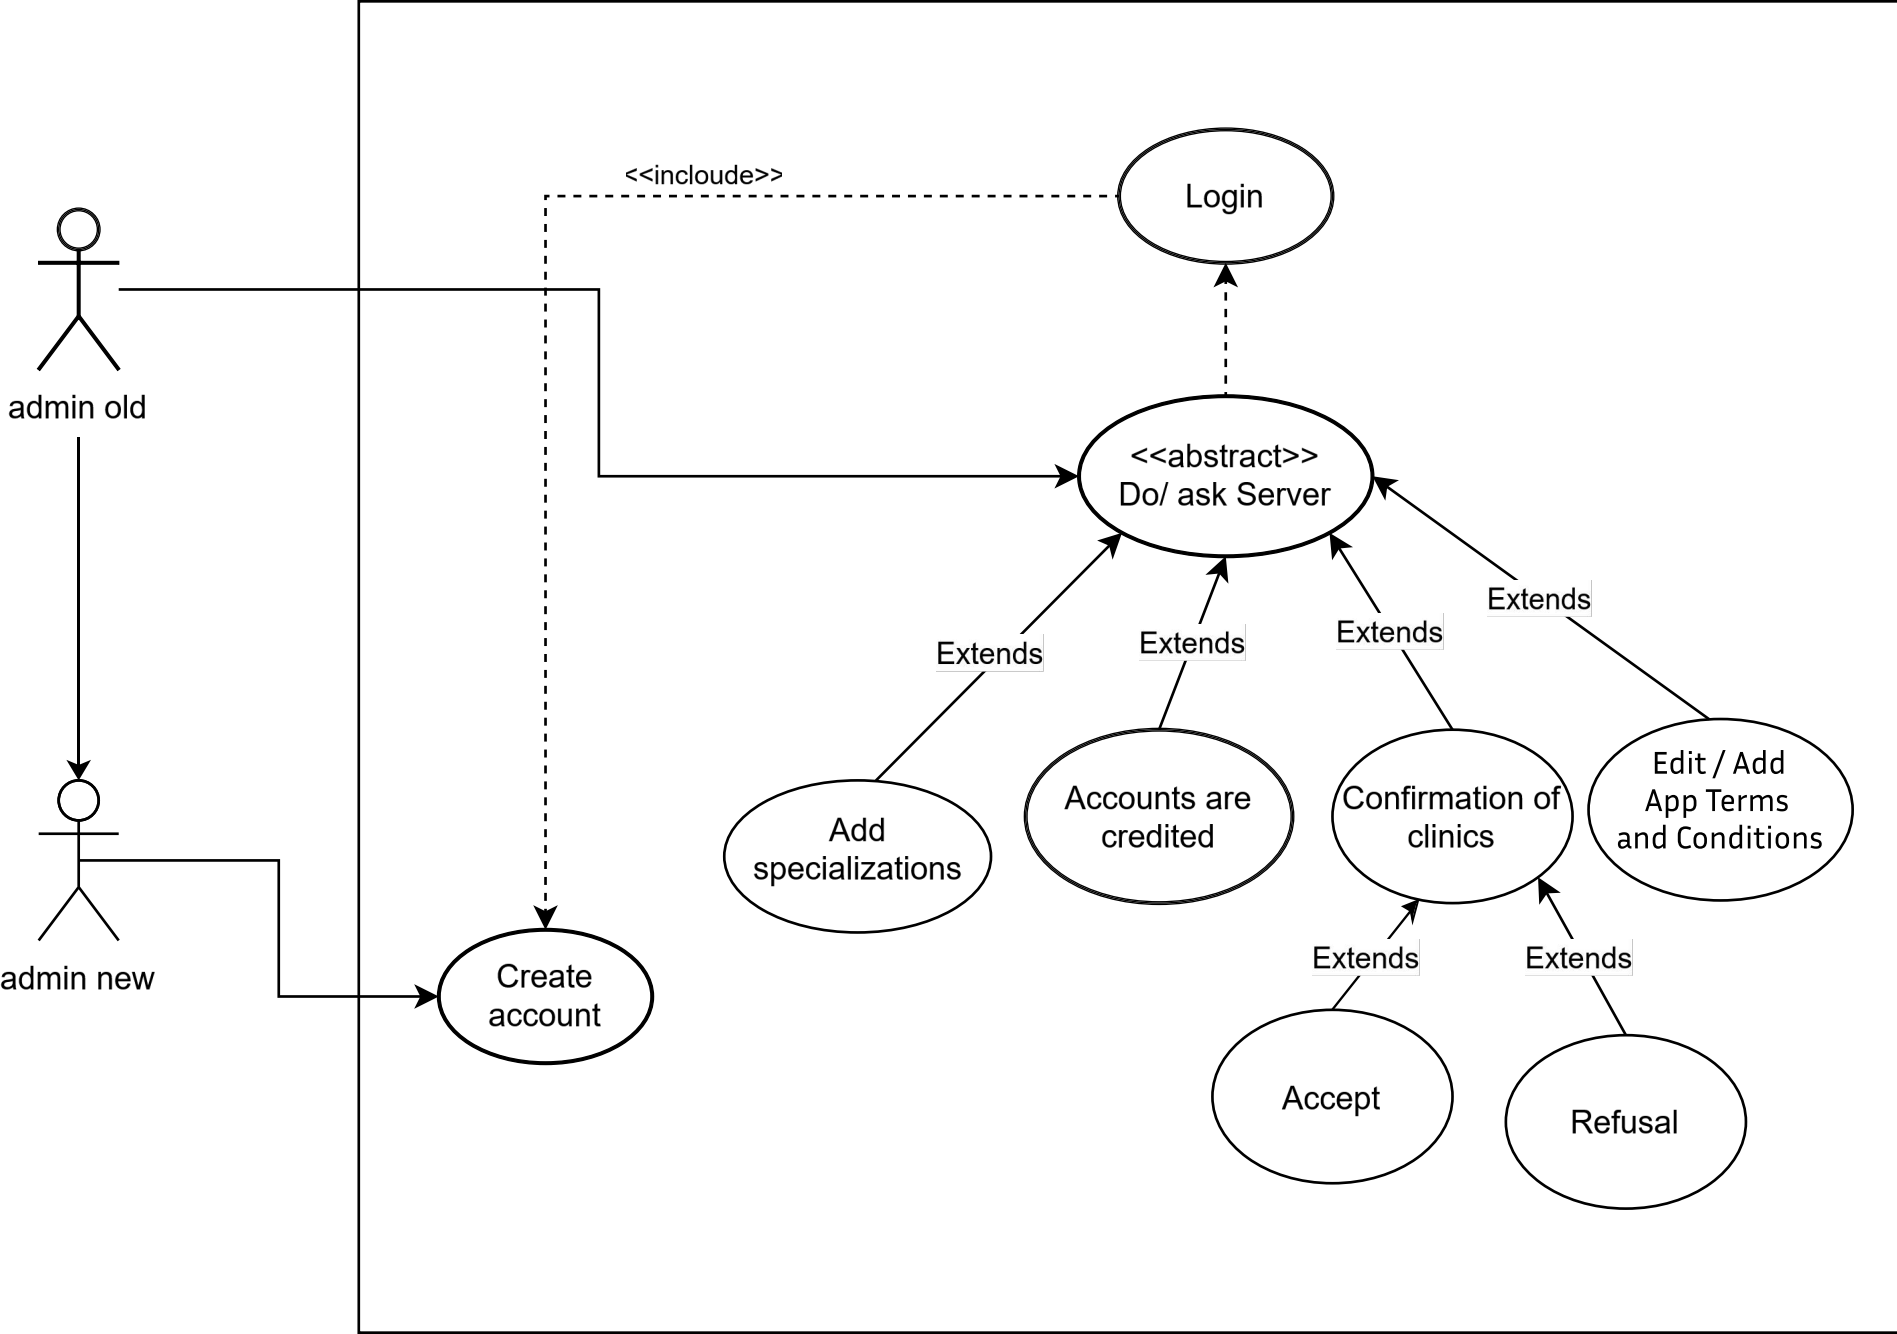 <<incloude>>
Login
admin old
<<abstract>>
Do/ ask Server
Extends
Extends
Extends
Extends
Edit / Add
App Terms
and Conditions
Accounts are
credited
Confirmation of
clinics
Add
specializations
admin new
Create
account
Extends
Extends
Accept
Refusal